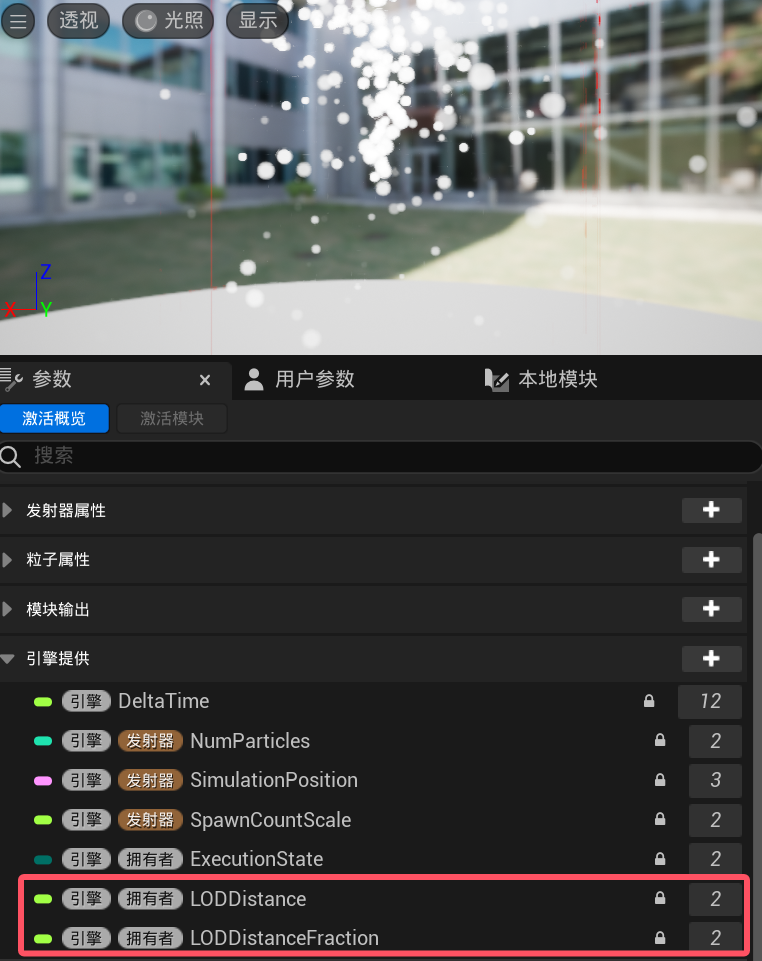 透视 光照 显示
Z
X Y
参数 × 用户参数 本地模块
激活概览 激活模块
搜索
发射器属性
粒子属性
模块输出
引擎提供
引擎 DeltaTime 12
引擎 发射器 NumParticles 2
引擎 发射器 SimulationPosition 3
引擎 发射器 SpawnCountScale 2
引擎 拥有者 ExecutionState 2
引擎 拥有者 LODDistance 2
引擎 拥有者 LODDistanceFraction 2